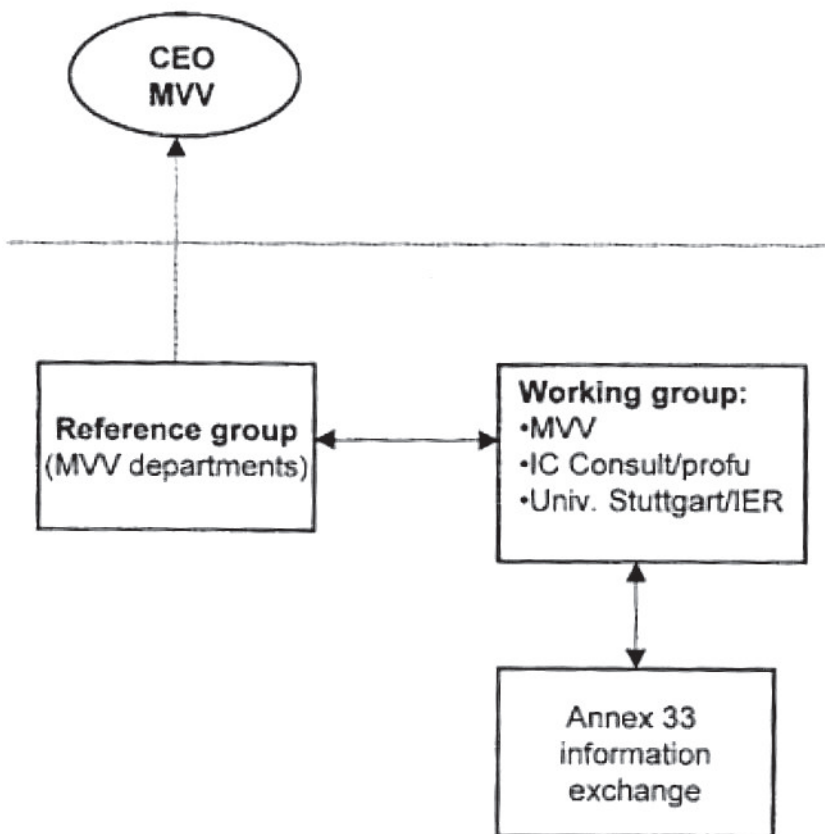 CEO
MVV
Reference group
(MVV departments)
Working group:
•MVV
•IC Consult/profu
•Univ. Stuttgart/IER
Annex 33
information
exchange